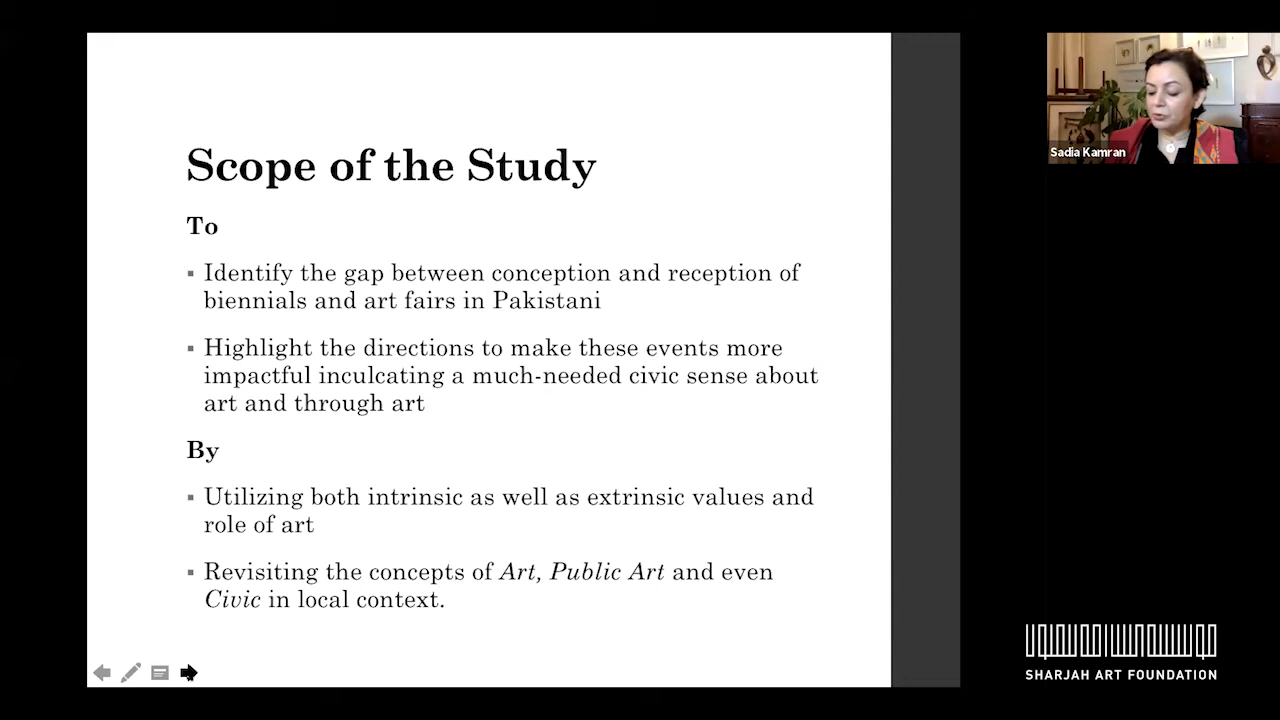 Scope of the Study
To
▪ Identify the gap between conception and reception of
biennials and art fairs in Pakistani
▪ Highlight the directions to make these events more
impactful inculcating a much-needed civic sense about
art and through art
By
▪ Utilizing both intrinsic as well as extrinsic values and
role of art
▪ Revisiting the concepts of Art, Public Art and even
Civic in local context.
Sadia Kamran
SHARJAH ART FOUNDATION